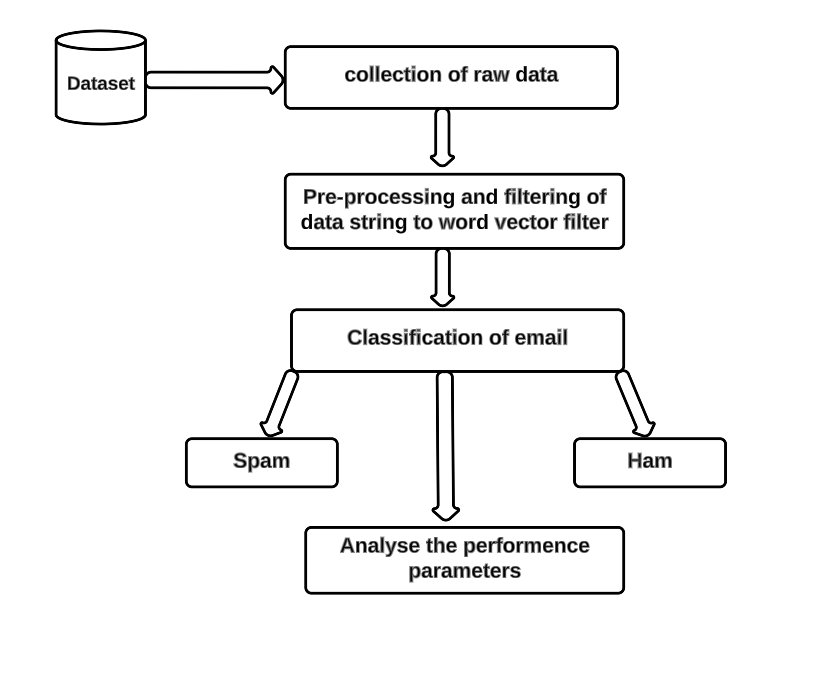 Dataset
collection of raw data
Pre-processing and filtering of
data string to word vector filter
Classification of email
Spam
Ham
Analyse the performence
parameters